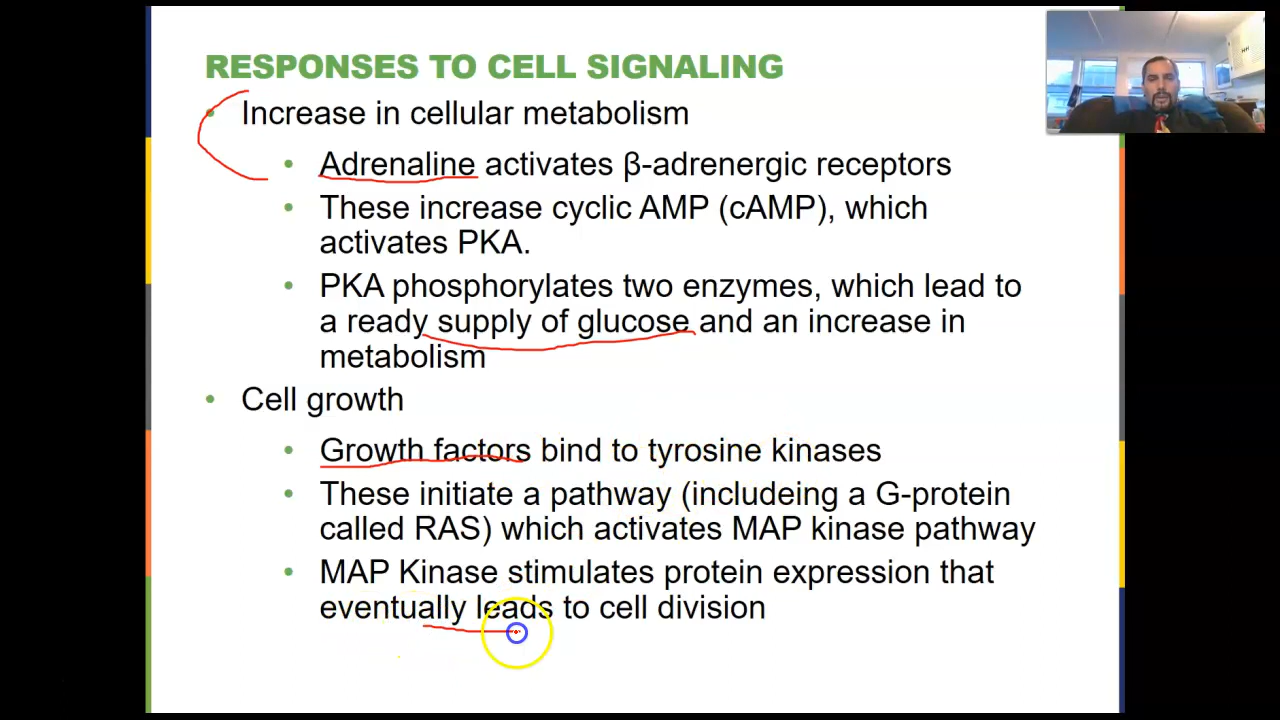 RESPONSES TO CELL SIGNALING
• Increase in cellular metabolism
• Adrenaline activates β-adrenergic receptors
• These increase cyclic AMP (cAMP), which
activates PKA.
• PKA phosphorylates two enzymes, which lead to
a ready supply of glucose and an increase in
metabolism
• Cell growth
• Growth factors bind to tyrosine kinases
• These initiate a pathway (includeing a G-protein
called RAS) which activates MAP kinase pathway
• MAP Kinase stimulates protein expression that
eventually leads to cell division